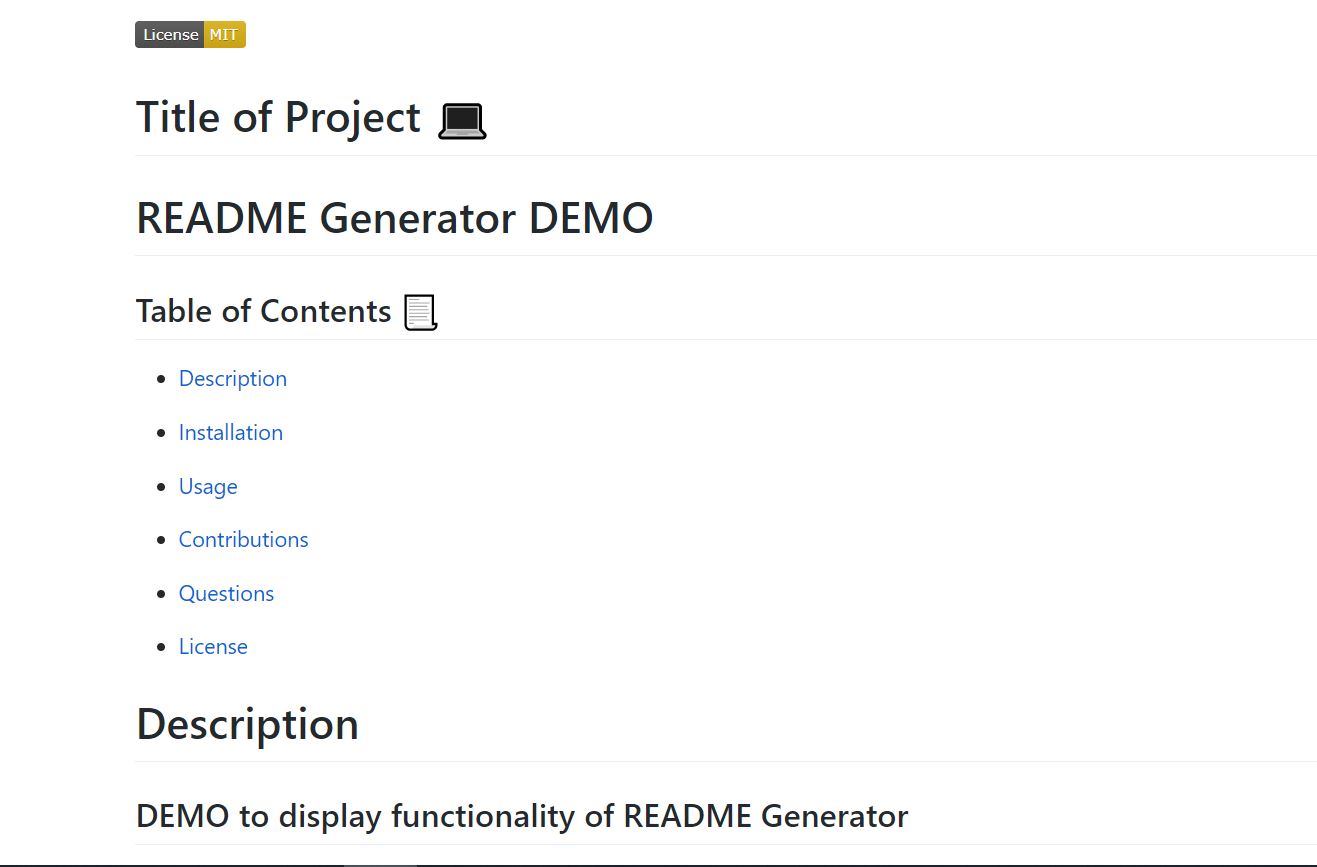 License MIT
Title of Project 💻
README Generator DEMO
Table of Contents 📃
Description
Installation
Usage
Contributions
Questions
License
Description
DEMO to display functionality of README Generator